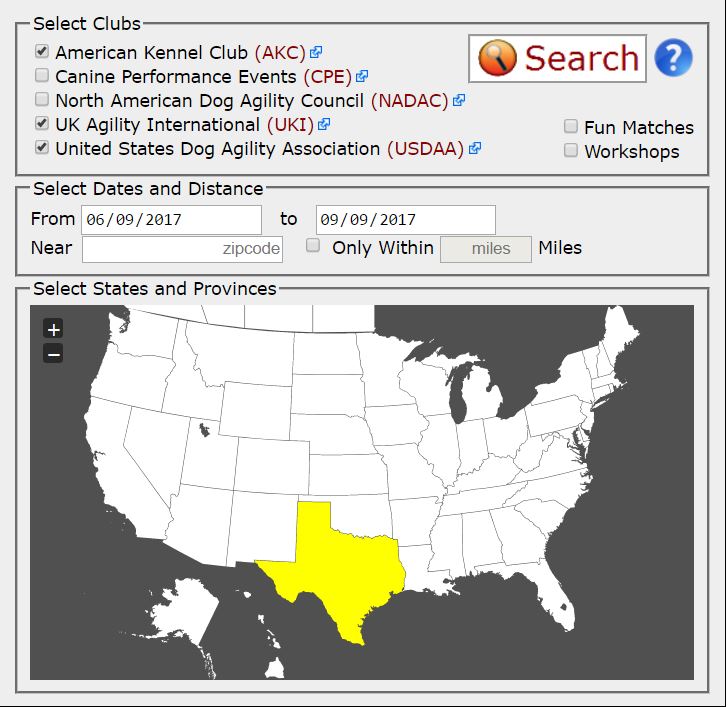 Select Clubs
American Kennel Club (AKC)
Search
?
Canine Performance Events (CPE)
North American Dog Agility Council (NADAC)
UK Agility International (UKI)
Fun Matches
United States Dog Agility Association (USDAA)
Workshops
Select Dates and Distance
From 06/09/2017 to 09/09/2017
Near zipcode Only Within miles Miles
Select States and Provinces
+
−